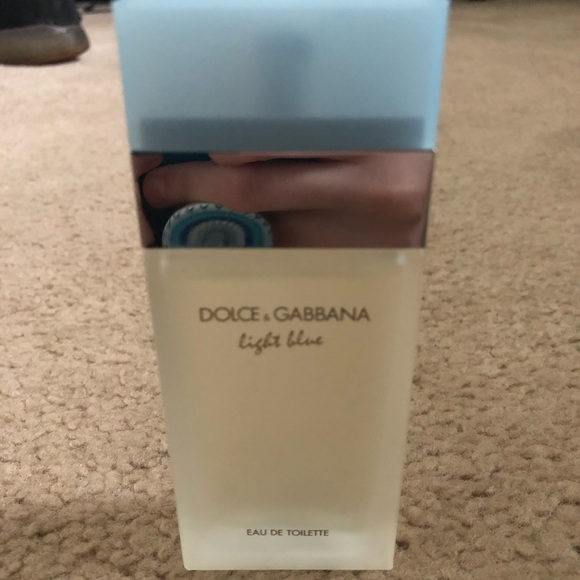 DOLCE & GABBANA
light blue
EAU DE TOILETTE